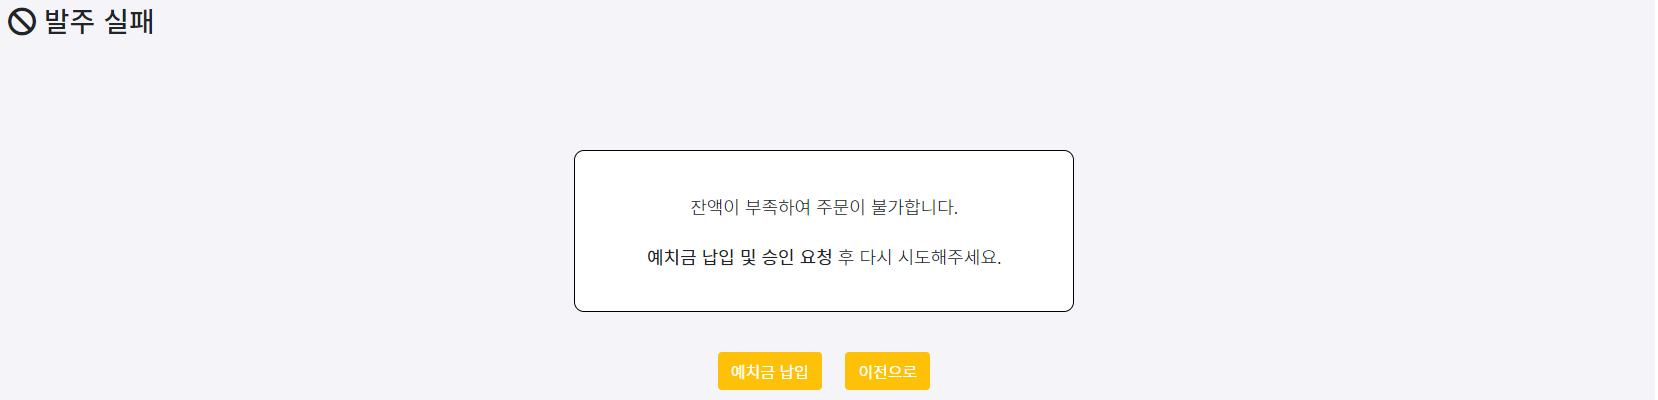 발주 실패
잔액이 부족하여 주문이 불가합니다.
예치금 납입 및 승인 요청 후 다시 시도해주세요.
예치금 납입
이전으로